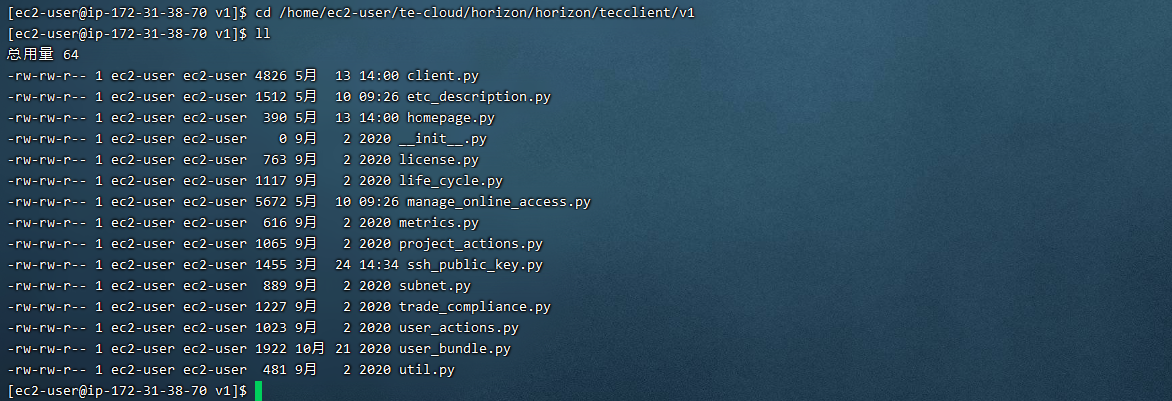 [ec2-user@ip-172-31-38-70 v1]$ cd /home/ec2-user/te-cloud/horizon/horizon/tecclient/v1
[ec2-user@ip-172-31-38-70 v1]$ ll
总用量 64
-rw-rw-r-- 1 ec2-user ec2-user 4826 5月  13 14:00 client.py
-rw-rw-r-- 1 ec2-user ec2-user 1512 5月  10 09:26 etc_description.py
-rw-rw-r-- 1 ec2-user ec2-user  390 5月  13 14:00 homepage.py
-rw-rw-r-- 1 ec2-user ec2-user    0 9月   2 2020 __init__.py
-rw-rw-r-- 1 ec2-user ec2-user  763 9月   2 2020 license.py
-rw-rw-r-- 1 ec2-user ec2-user 1117 9月   2 2020 life_cycle.py
-rw-rw-r-- 1 ec2-user ec2-user 5672 5月  10 09:26 manage_online_access.py
-rw-rw-r-- 1 ec2-user ec2-user  616 9月   2 2020 metrics.py
-rw-rw-r-- 1 ec2-user ec2-user 1065 9月   2 2020 project_actions.py
-rw-rw-r-- 1 ec2-user ec2-user 1455 3月  24 14:34 ssh_public_key.py
-rw-rw-r-- 1 ec2-user ec2-user  889 9月   2 2020 subnet.py
-rw-rw-r-- 1 ec2-user ec2-user 1227 9月   2 2020 trade_compliance.py
-rw-rw-r-- 1 ec2-user ec2-user 1023 9月   2 2020 user_actions.py
-rw-rw-r-- 1 ec2-user ec2-user 1922 10月 21 2020 user_bundle.py
-rw-rw-r-- 1 ec2-user ec2-user  481 9月   2 2020 util.py
[ec2-user@ip-172-31-38-70 v1]$